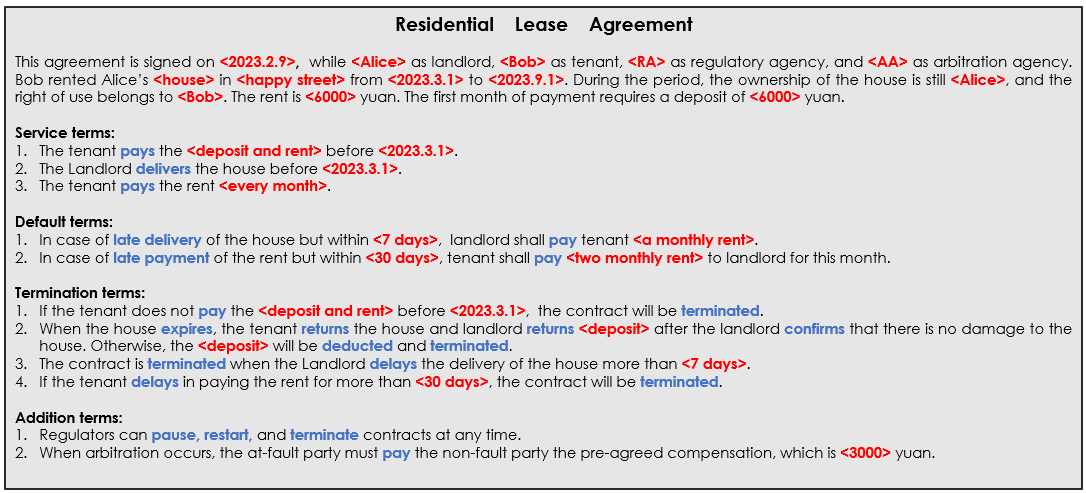 Residential Lease Agreement
This agreement is signed on <2023.2.9>, while <Alice> as landlord, <Bob> as tenant, <RA> as regulatory agency, and <AA> as arbitration agency.
Bob rented Alice's <house> in <happy street> from <2023.3.1> to <2023.9.1>. During the period, the ownership of the house is still <Alice>, and the
right of use belongs to <Bob>. The rent is <6000> yuan. The first month of payment requires a deposit of <6000> yuan.
Service terms:
1. The tenant pays the <deposit and rent> before <2023.3.1>.
2. The Landlord delivers the house before <2023.3.1>.
3. The tenant pays the rent <every month>.
Default terms:
1. In case of late delivery of the house but within <7 days>, landlord shall pay tenant <a monthly rent>.
2. In case of late payment of the rent but within <30 days>, tenant shall pay <two monthly rent> to landlord for this month.
Termination terms:
1. If the tenant does not pay the <deposit and rent> before <2023.3.1>, the contract will be terminated.
2. When the house expires, the tenant returns the house and landlord returns <deposit> after the landlord confirms that there is no damage to the
house. Otherwise, the <deposit> will be deducted and terminated.
3. The contract is terminated when the Landlord delays the delivery of the house more than <7 days>.
4. If the tenant delays in paying the rent for more than <30 days>, the contract will be terminated.
Addition terms:
1. Regulators can pause, restart, and terminate contracts at any time.
2. When arbitration occurs, the at-fault party must pay the non-fault party the pre-agreed compensation, which is <3000> yuan.